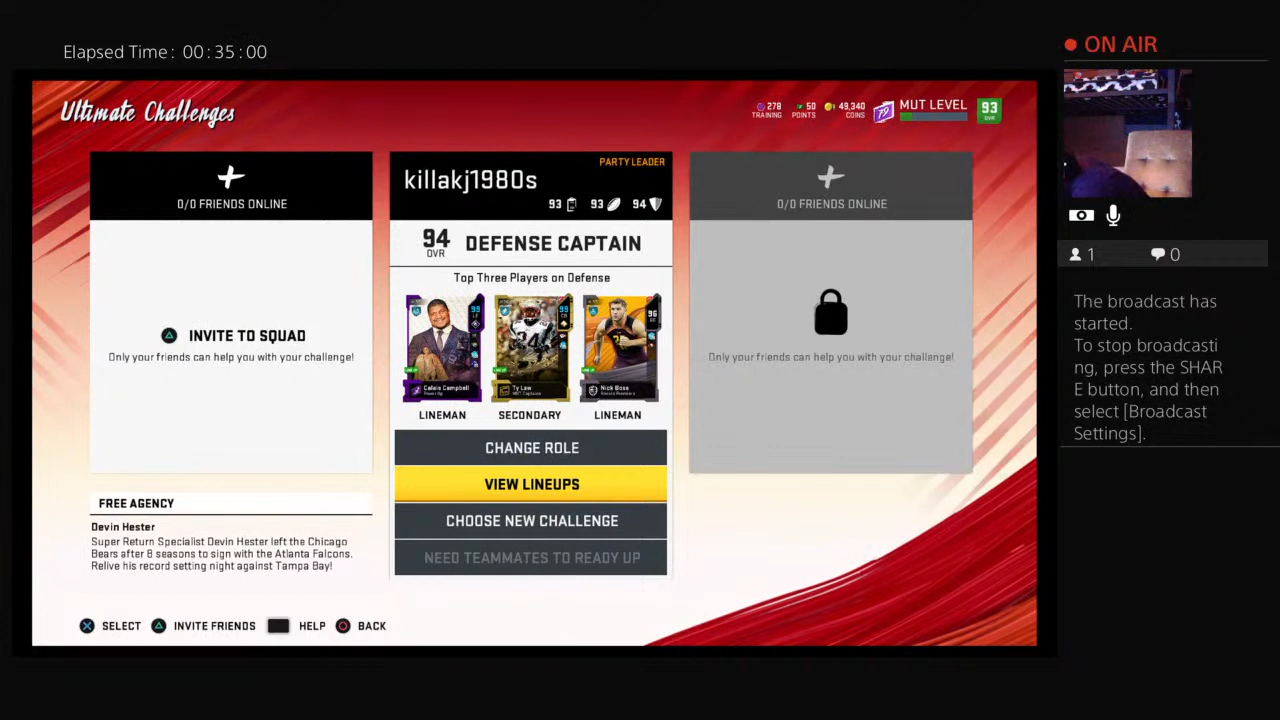 Elapsed Time: 00:35:00
ON AIR
Ultimate Challenges
278 TRAINING
50 POINTS
49,340 COINS
79
MUT LEVEL
93 OVR
0/0 FRIENDS ONLINE
INVITE TO SQUAD
Only your friends can help you with your challenge!
PARTY LEADER
killakj1980s
93 93 94
94 OVR DEFENSE CAPTAIN
Top Three Players on Defense
99
Calais Campbell
Power Up
LINEMAN
99
34
Ty Law
SECONDARY
96
Nick Bosa
LINEMAN
CHANGE ROLE
VIEW LINEUPS
CHOOSE NEW CHALLENGE
NEED TEAMMATES TO READY UP
0/0 FRIENDS ONLINE
Only your friends can help you with your challenge!
FREE AGENCY
Devin Hester
Super Return Specialist Devin Hester left the Chicago
Bears after 8 seasons to sign with the Atlanta Falcons.
Relive his record setting night against Tampa Bay!
SELECT INVITE FRIENDS HELP BACK
1 0
The broadcast has
started.
To stop broadcasti
ng, press the SHAR
E button, and then
select [Broadcast
Settings].